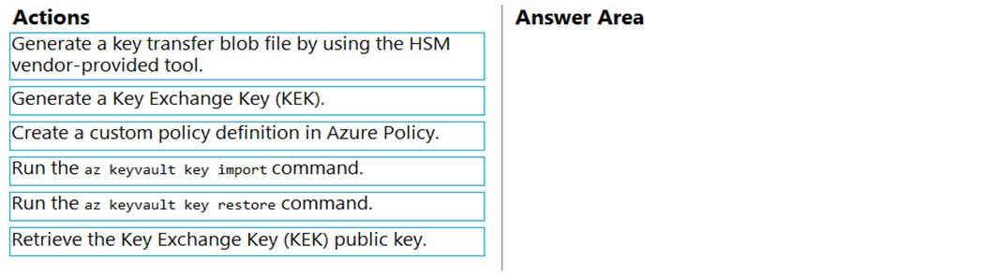 Actions
Generate a key transfer blob file by using the HSM
vendor-provided tool.
Generate a Key Exchange Key (KEK).
Create a custom policy definition in Azure Policy.
Run the az keyvault key import command.
Run the az keyvault key restore command.
Retrieve the Key Exchange Key (KEK) public key.
Answer Area